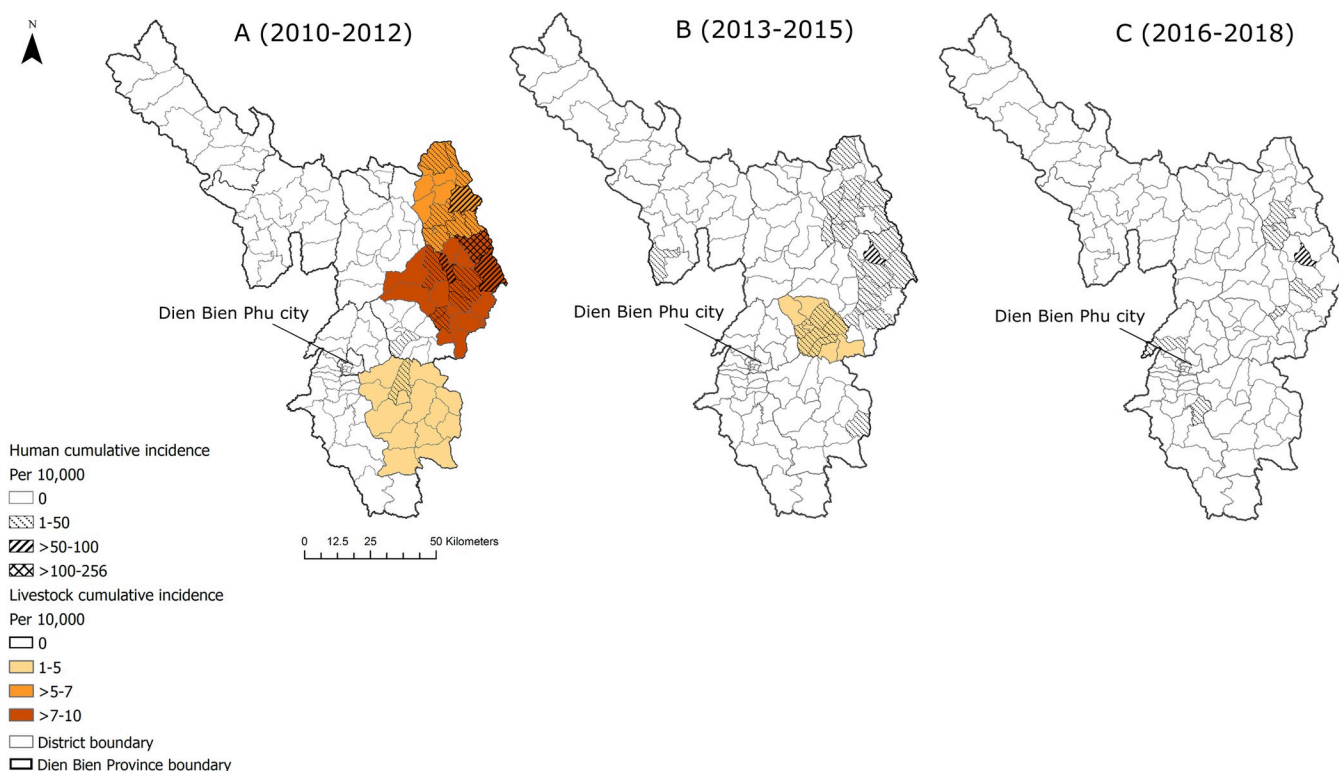 N
A (2010-2012)
B (2013-2015)
C (2016-2018)
Dien Bien Phu city
Dien Bien Phu city
Dien Bien Phu city
Human cumulative incidence
Per 10,000
0
1-50
>50-100
>100-256
Livestock cumulative incidence
Per 10,000
0
1-5
>5-7
>7-10
District boundary
Dien Bien Province boundary
0 12.5 25 50 Kilometers